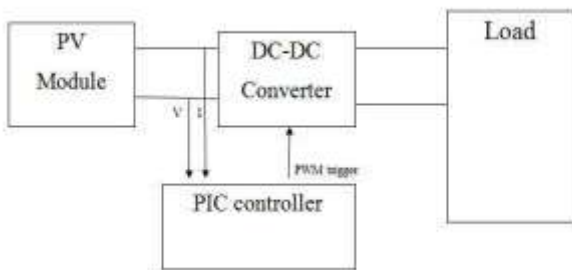 PV
Module
DC-DC
Converter
Load
V I
PWM trigger
PIC controller